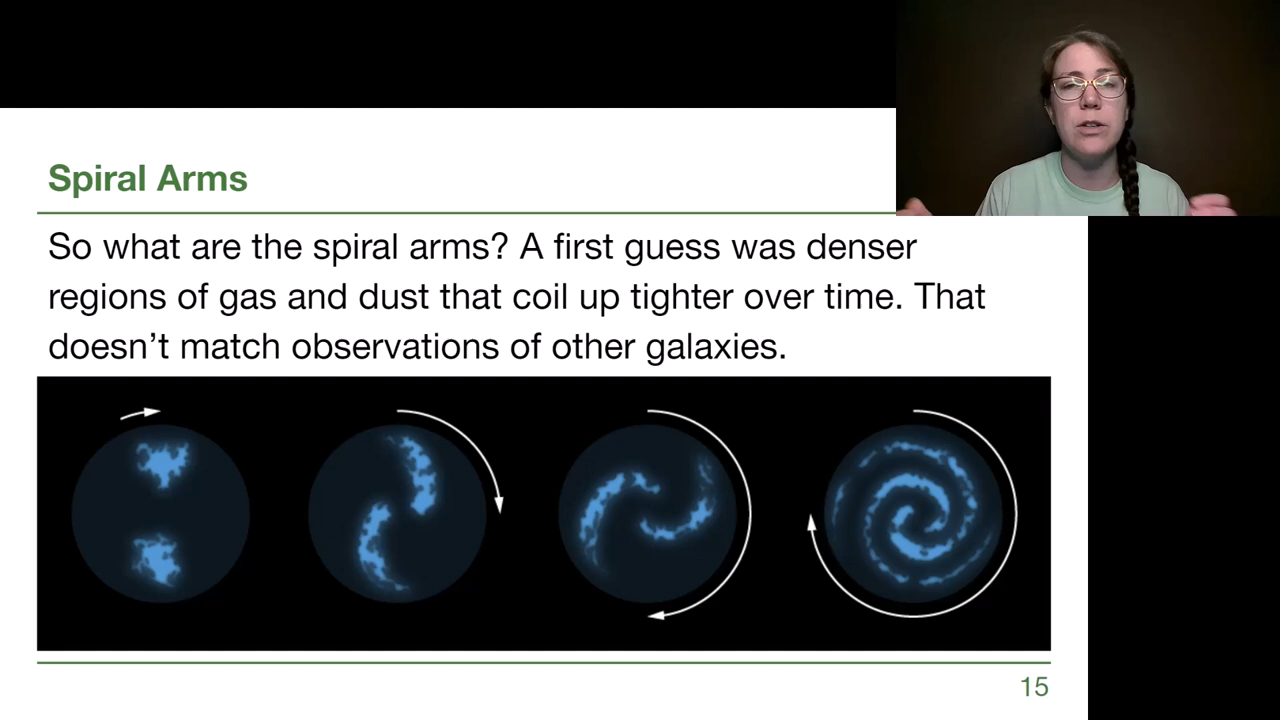 Spiral Arms
So what are the spiral arms? A first guess was denser
regions of gas and dust that coil up tighter over time. That
doesn’t match observations of other galaxies.
15